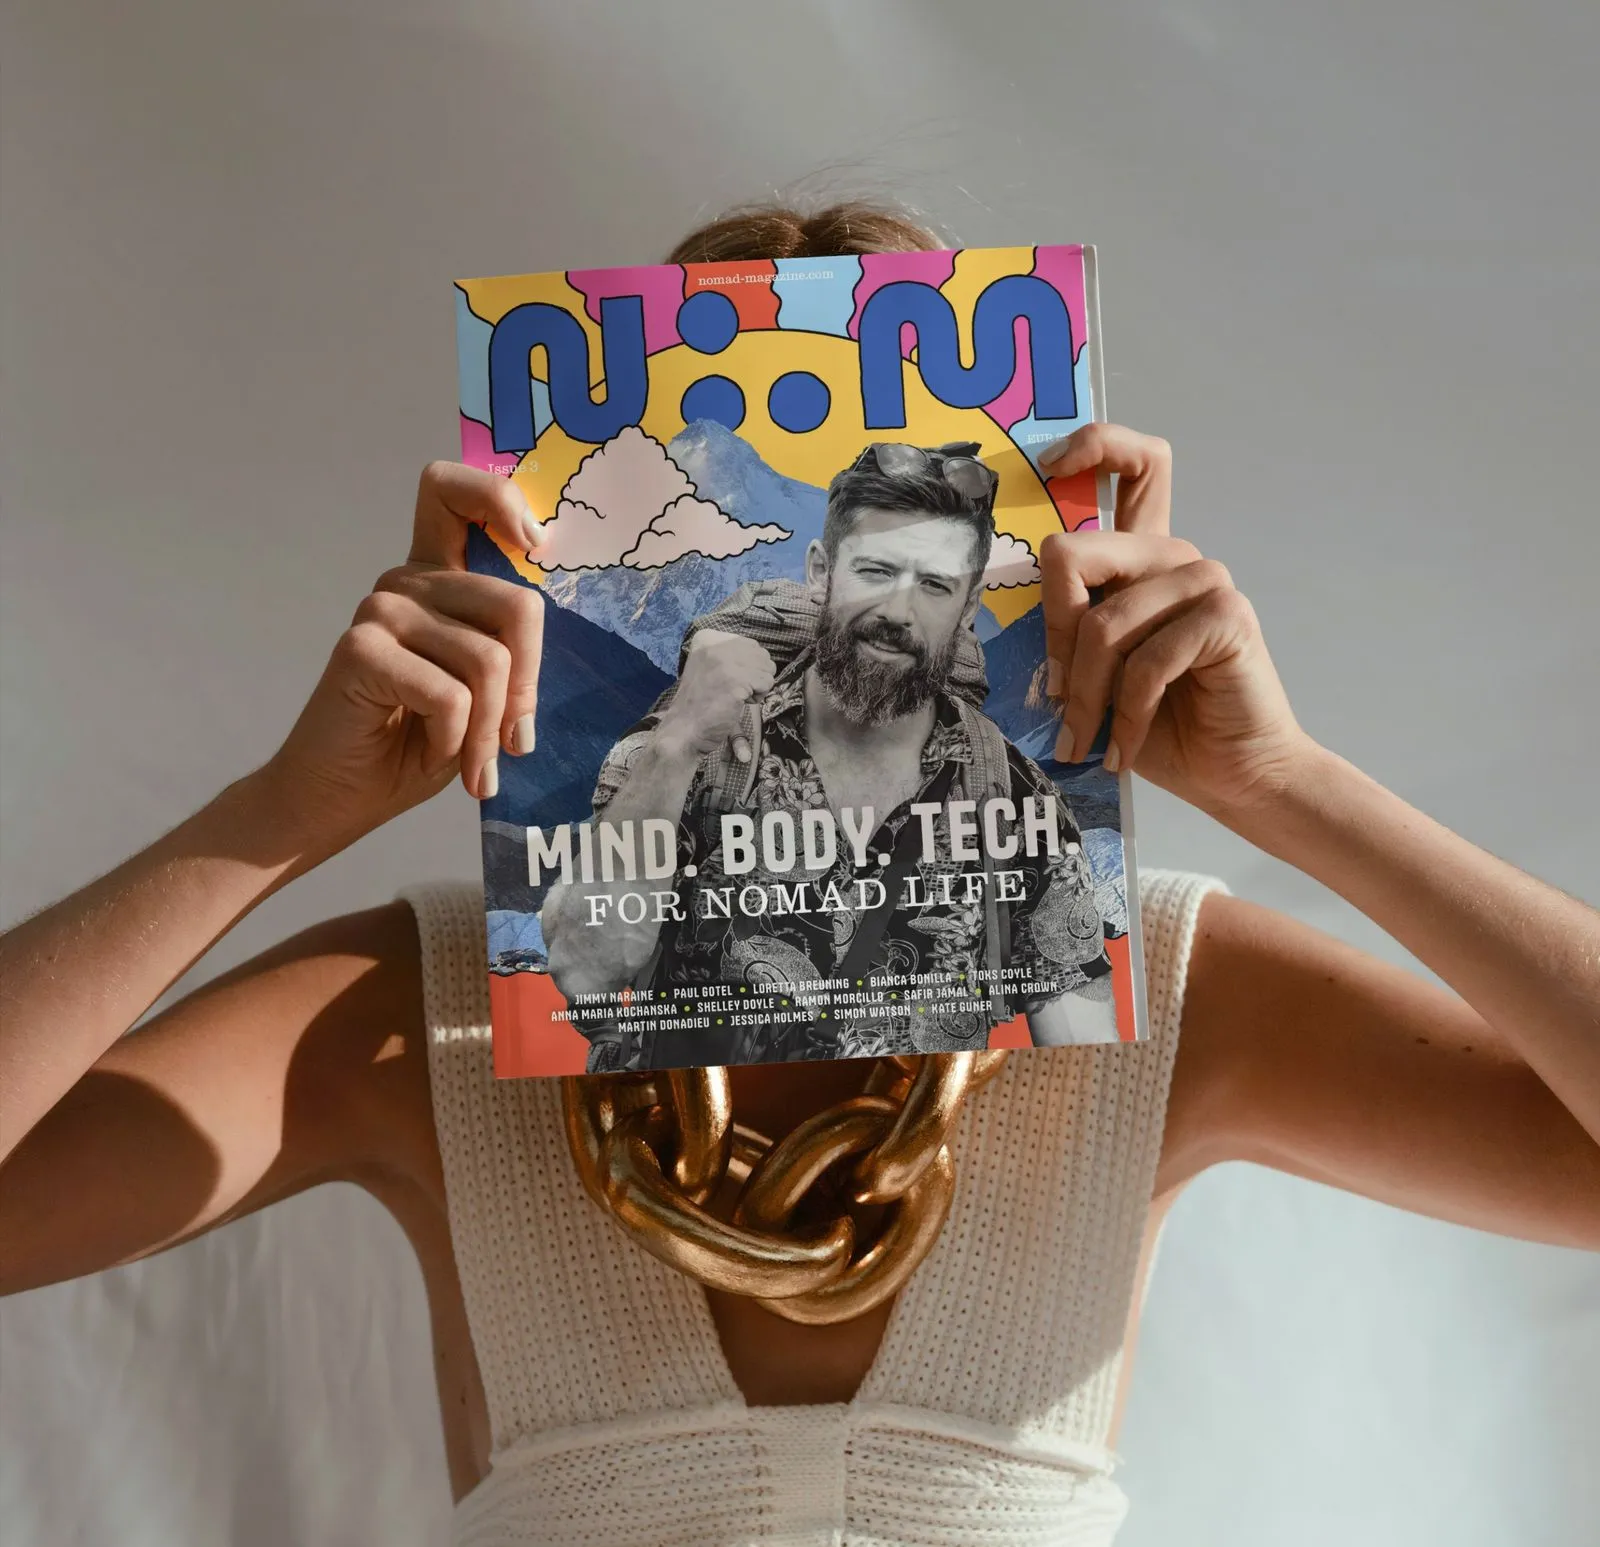 nomad-magazine.com
N⠕M
EUR
Issue 3
MIND. BODY. TECH.
FOR NOMAD LIFE
JIMMY NARAINE • PAUL GOTEL • LORETTA BREUNING • BIANCA BONILLA • TOKS COYLE
ANNA MARIA KOCHANSKA • SHELLEY DOYLE • RAMON MORCILLO • SAFIR JAMAL • ALINA CROWN
MARTIN DONADIEU • JESSICA HOLMES • SIMON WATSON • KATE GUNER